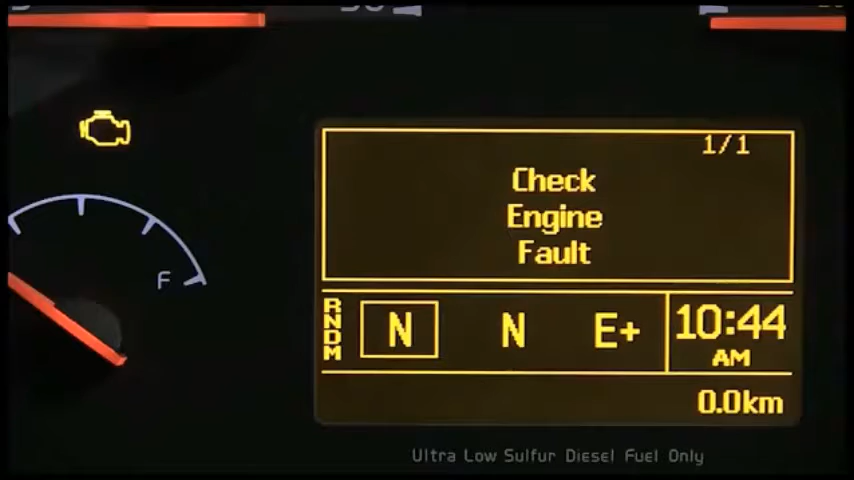 1/1
Check
Engine
Fault
F
RNDM
N N E+
10:44
AM
0.0km
Ultra Low Sulfur Diesel Fuel Only